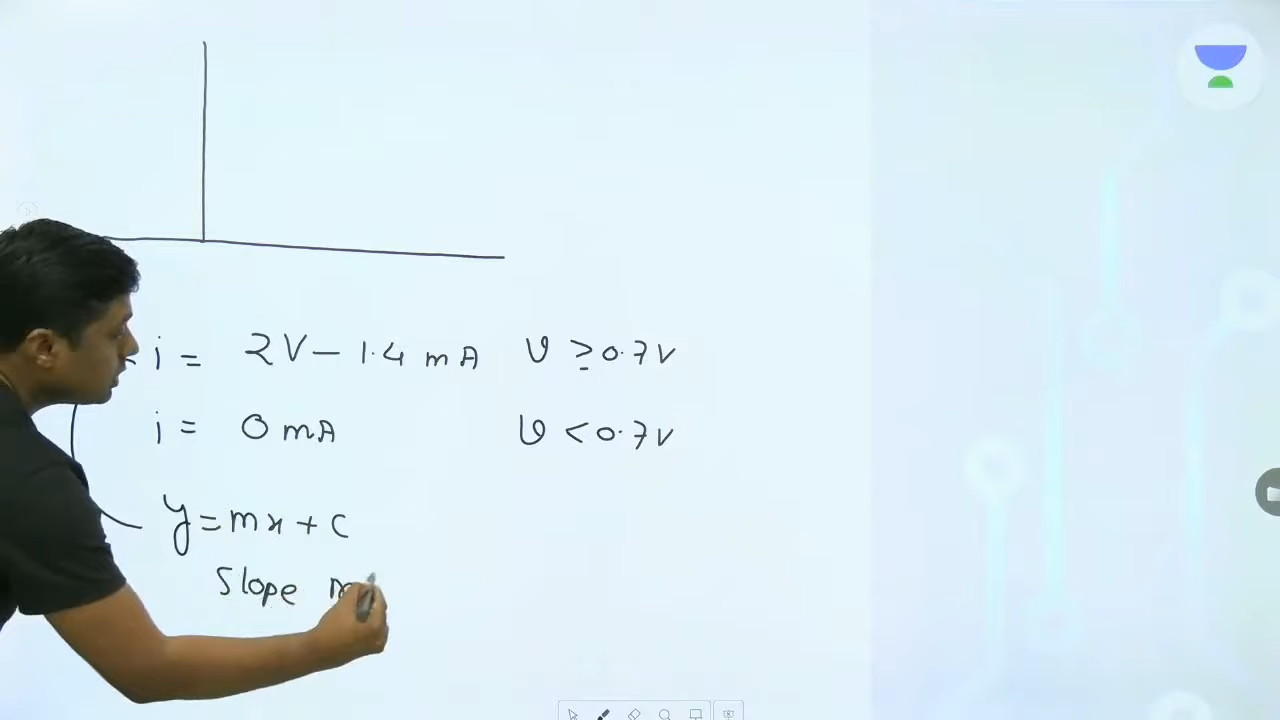 i = 2V - 1.4 mA υ ≥ 0.7V
i = 0 mA υ < 0.7V
y = mx + c
Slope m